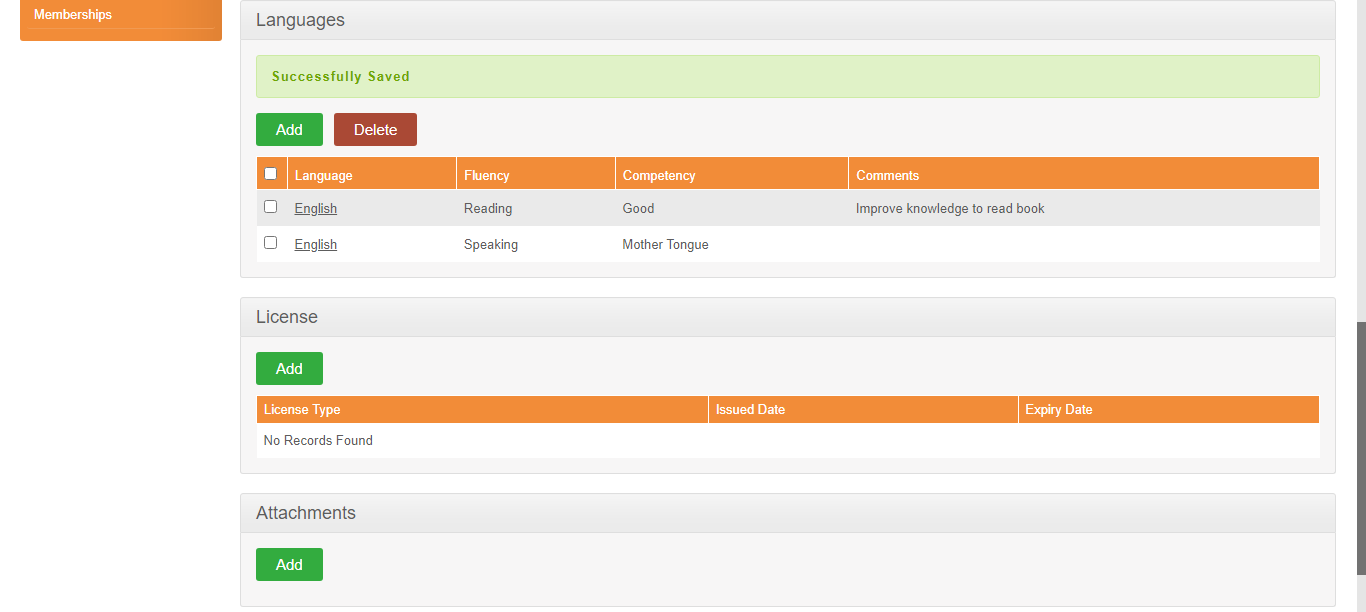 Memberships
Languages
Successfully Saved
Add Delete
Language Fluency Competency Comments
English Reading Good Improve knowledge to read book
English Speaking Mother Tongue
License
Add
License Type Issued Date Expiry Date
No Records Found
Attachments
Add